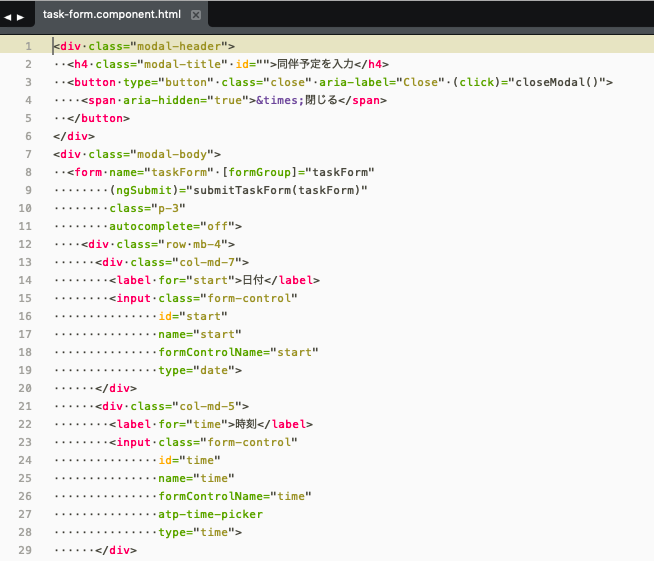 task-form.component.html
1 <div class="modal-header">
2   <h4 class="modal-title" id="">同伴予定を入力</h4>
3   <button type="button" class="close" aria-label="Close" (click)="closeModal()">
4     <span aria-hidden="true">&times;閉じる</span>
5   </button>
6 </div>
7 <div class="modal-body">
8   <form name="taskForm" [formGroup]="taskForm"
9         (ngSubmit)="submitTaskForm(taskForm)"
10         class="p-3"
11         autocomplete="off">
12     <div class="row mb-4">
13       <div class="col-md-7">
14         <label for="start">日付</label>
15         <input class="form-control"
16                id="start"
17                name="start"
18                formControlName="start"
19                type="date">
20       </div>
21       <div class="col-md-5">
22         <label for="time">時刻</label>
23         <input class="form-control"
24                id="time"
25                name="time"
26                formControlName="time"
27                atp-time-picker
28                type="time">
29       </div>